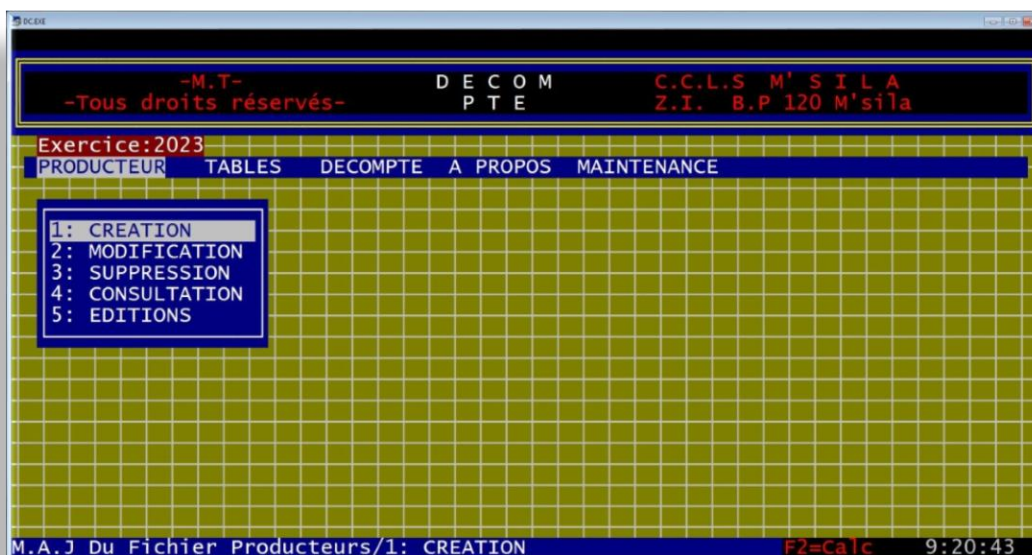 DC.EXE
-M.T- D E C O M C.C.L.S M' S I L A
-Tous droits réservés- P T E Z.I. B.P 120 M'sila
Exercice:2023
PRODUCTEUR TABLES DECOMPTE A PROPOS MAINTENANCE
1: CREATION
2: MODIFICATION
3: SUPPRESSION
4: CONSULTATION
5: EDITIONS
M.A.J Du Fichier Producteurs/1: CREATION F2=Calc 9:20:43